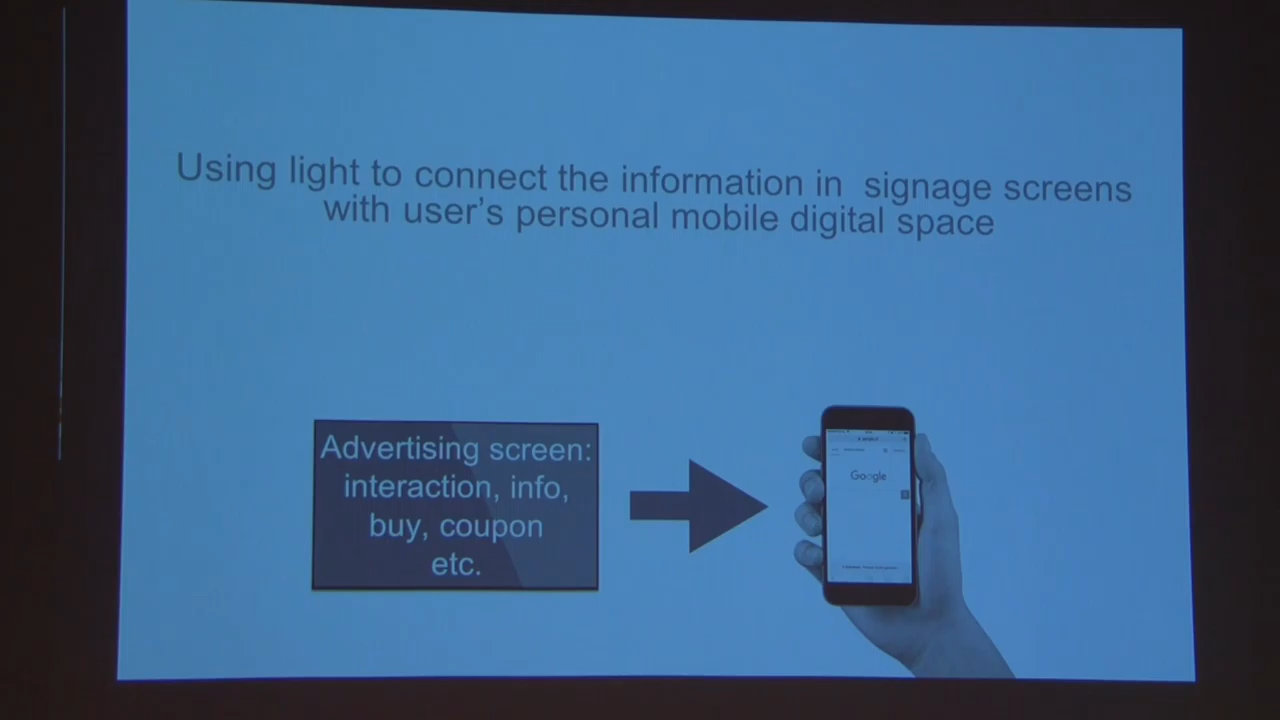 Using light to connect the information in signage screens
with user's personal mobile digital space
Advertising screen:
interaction, info,
buy, coupon
etc.
Google